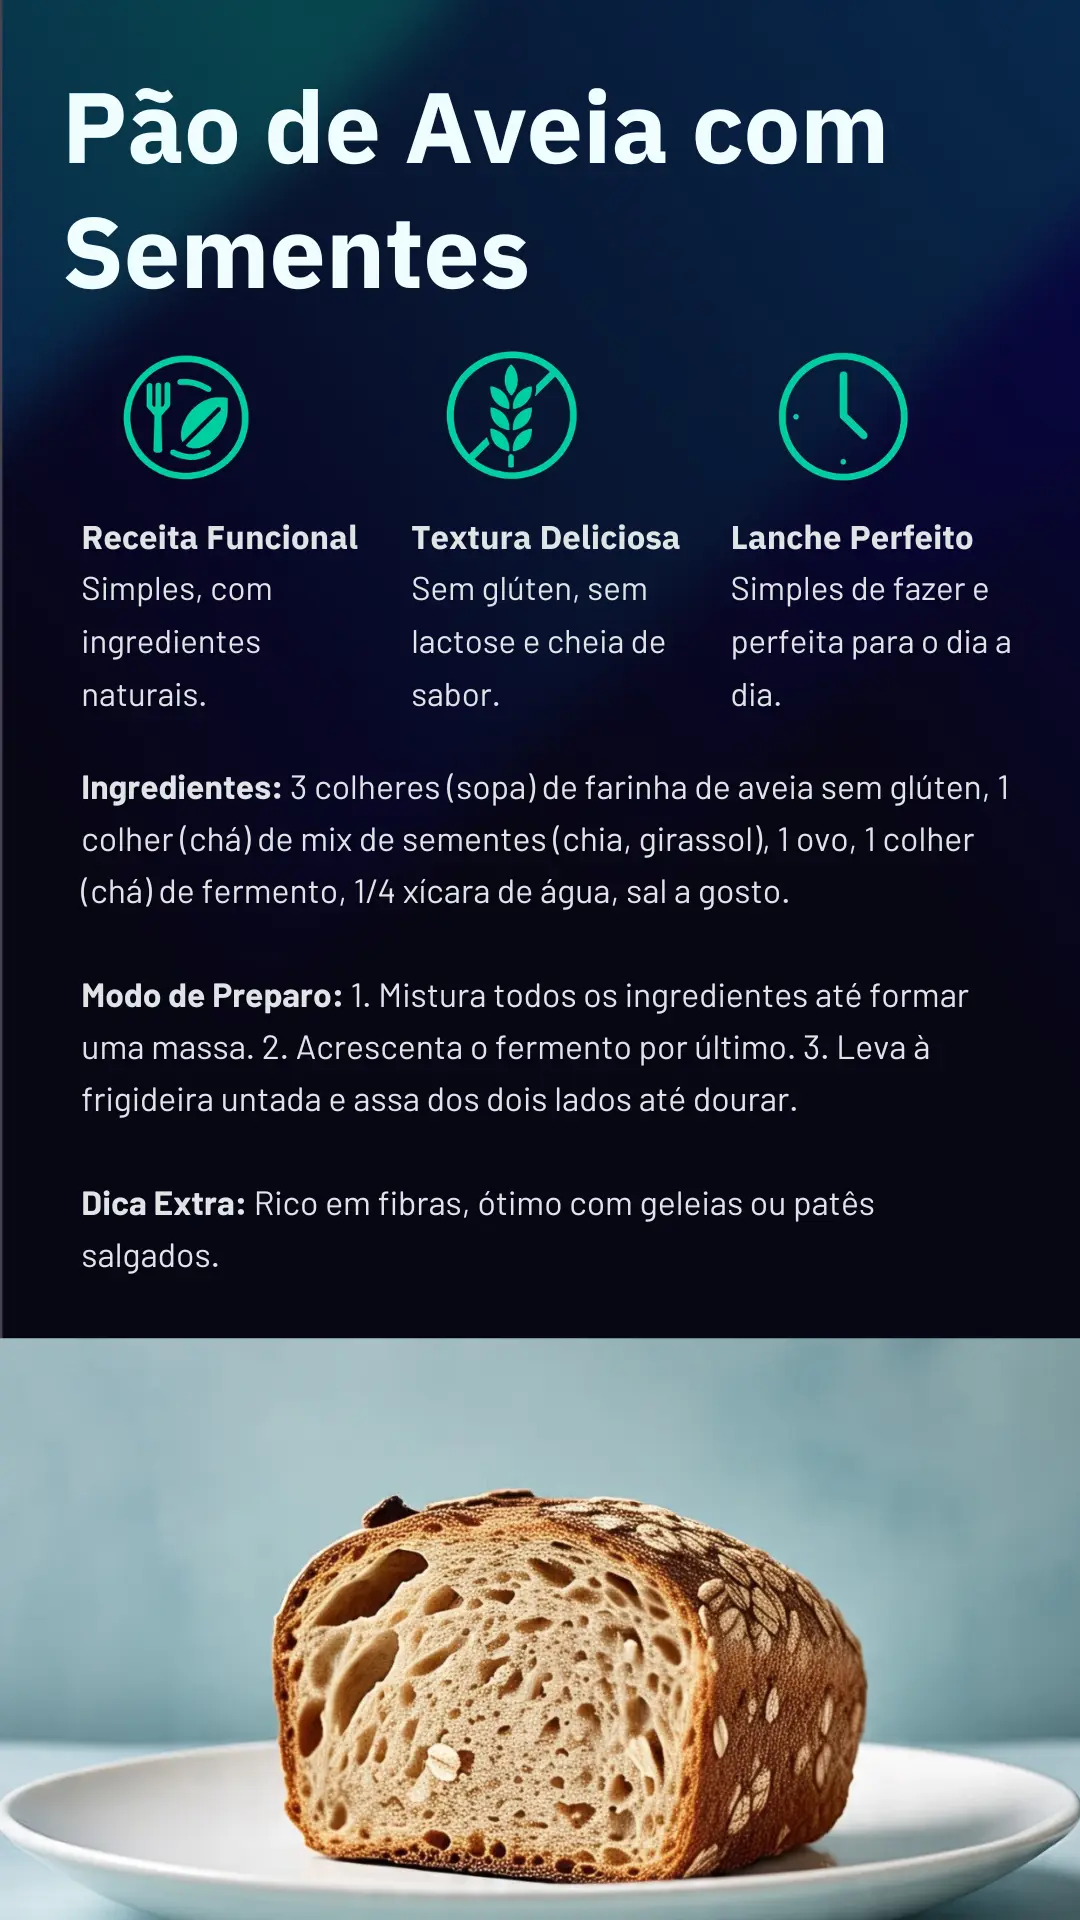 Pão de Aveia com
Sementes
Receita Funcional
Simples, com
ingredientes
naturais.
Textura Deliciosa
Sem glúten, sem
lactose e cheia de
sabor.
Lanche Perfeito
Simples de fazer e
perfeita para o dia a
dia.
Ingredientes: 3 colheres (sopa) de farinha de aveia sem glúten, 1
colher (chá) de mix de sementes (chia, girassol), 1 ovo, 1 colher
(chá) de fermento, 1/4 xícara de água, sal a gosto.
Modo de Preparo: 1. Mistura todos os ingredientes até formar
uma massa. 2. Acrescenta o fermento por último. 3. Leva à
frigideira untada e assa dos dois lados até dourar.
Dica Extra: Rico em fibras, ótimo com geleias ou patês
salgados.